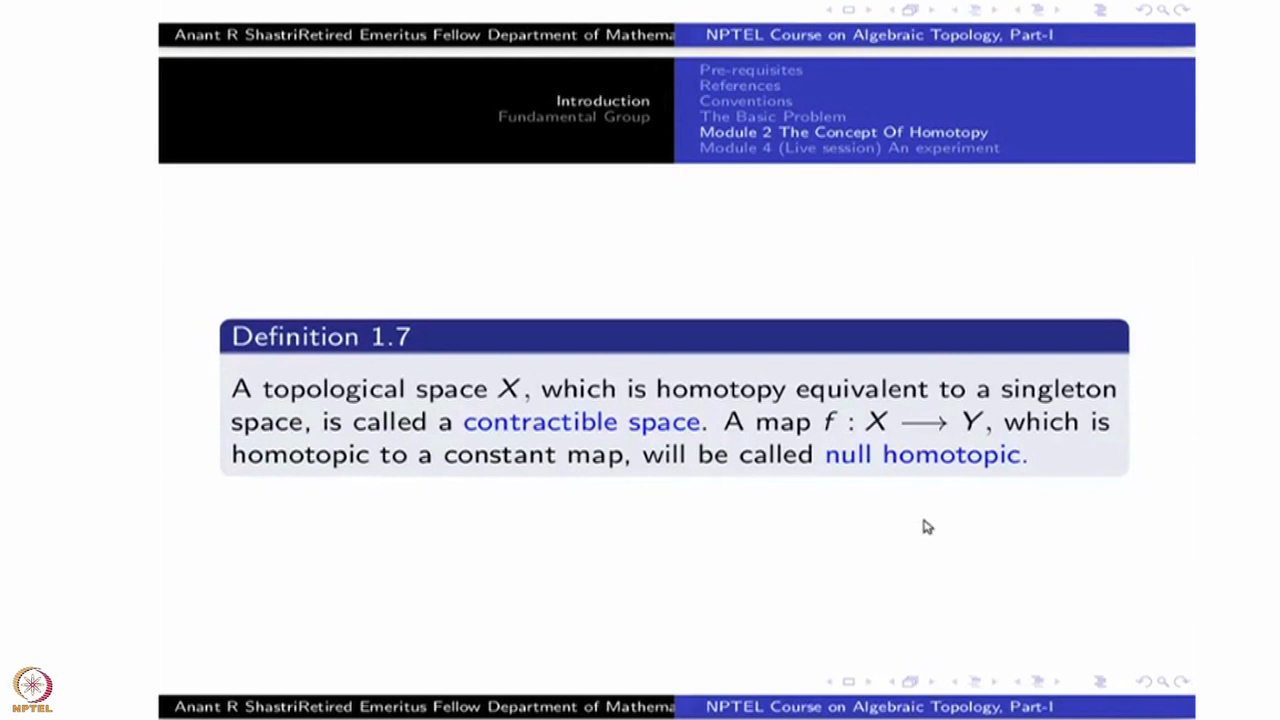 Anant R ShastriRetired Emeritus Fellow Department of Mathema
NPTEL Course on Algebraic Topology, Part-I
Introduction
Fundamental Group
Pre-requisites
References
Conventions
The Basic Problem
Module 2 The Concept Of Homotopy
Module 4 (Live session) An experiment
Definition 1.7
A topological space X, which is homotopy equivalent to a singleton
space, is called a contractible space. A map f : X ⟶ Y, which is
homotopic to a constant map, will be called null homotopic.
NPTEL
Anant R ShastriRetired Emeritus Fellow Department of Mathema
NPTEL Course on Algebraic Topology, Part-I